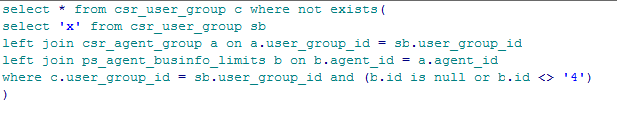 select * from csr_user_group c where not exists(
select 'x' from csr_user_group sb
left join csr_agent_group a on a.user_group_id = sb.user_group_id
left join ps_agent_businfo_limits b on b.agent_id = a.agent_id
where c.user_group_id = sb.user_group_id and (b.id is null or b.id <> '4')
)